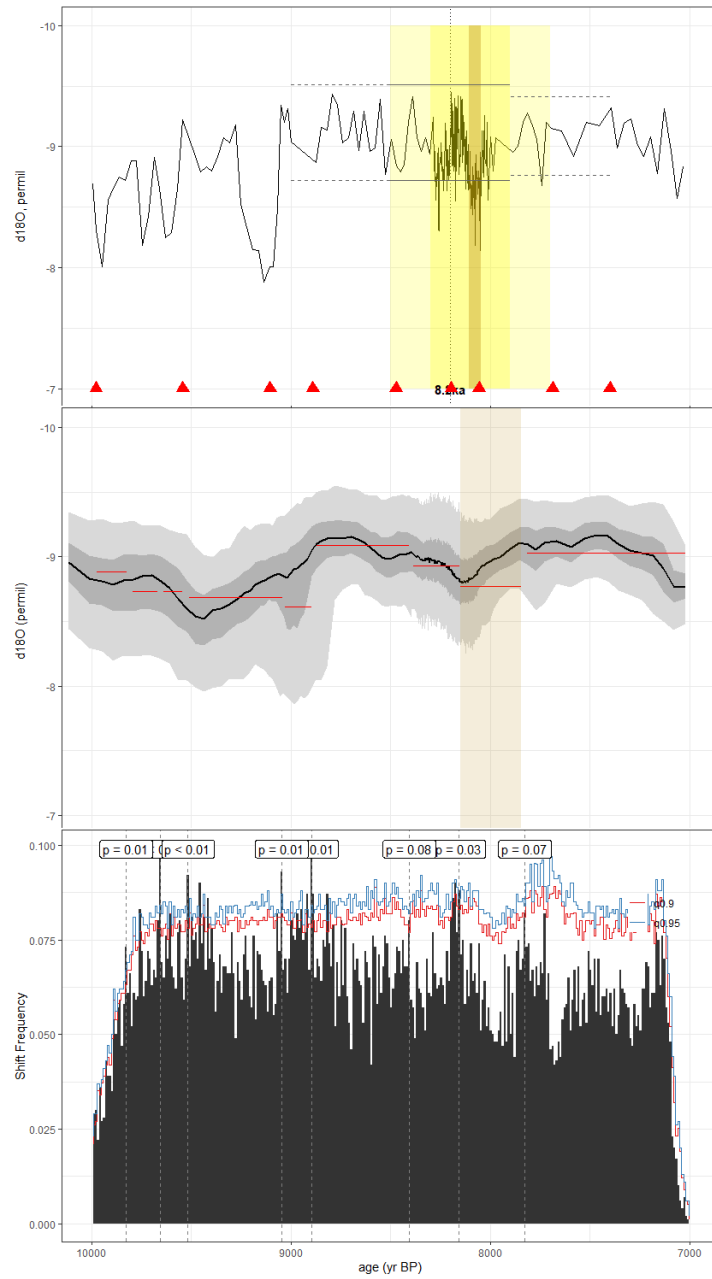 -10
-9
-8
-7
d18O, permil
8.2ka
-10
-9
-8
-7
d18O (permil)
p = 0.01
p < 0.01
p = 0.01
0.01
p = 0.08
p = 0.03
p = 0.07
0.100
0.075
0.050
0.025
0.000
Shift Frequency
q0.9
q0.95
10000 9000 8000 7000
age (yr BP)